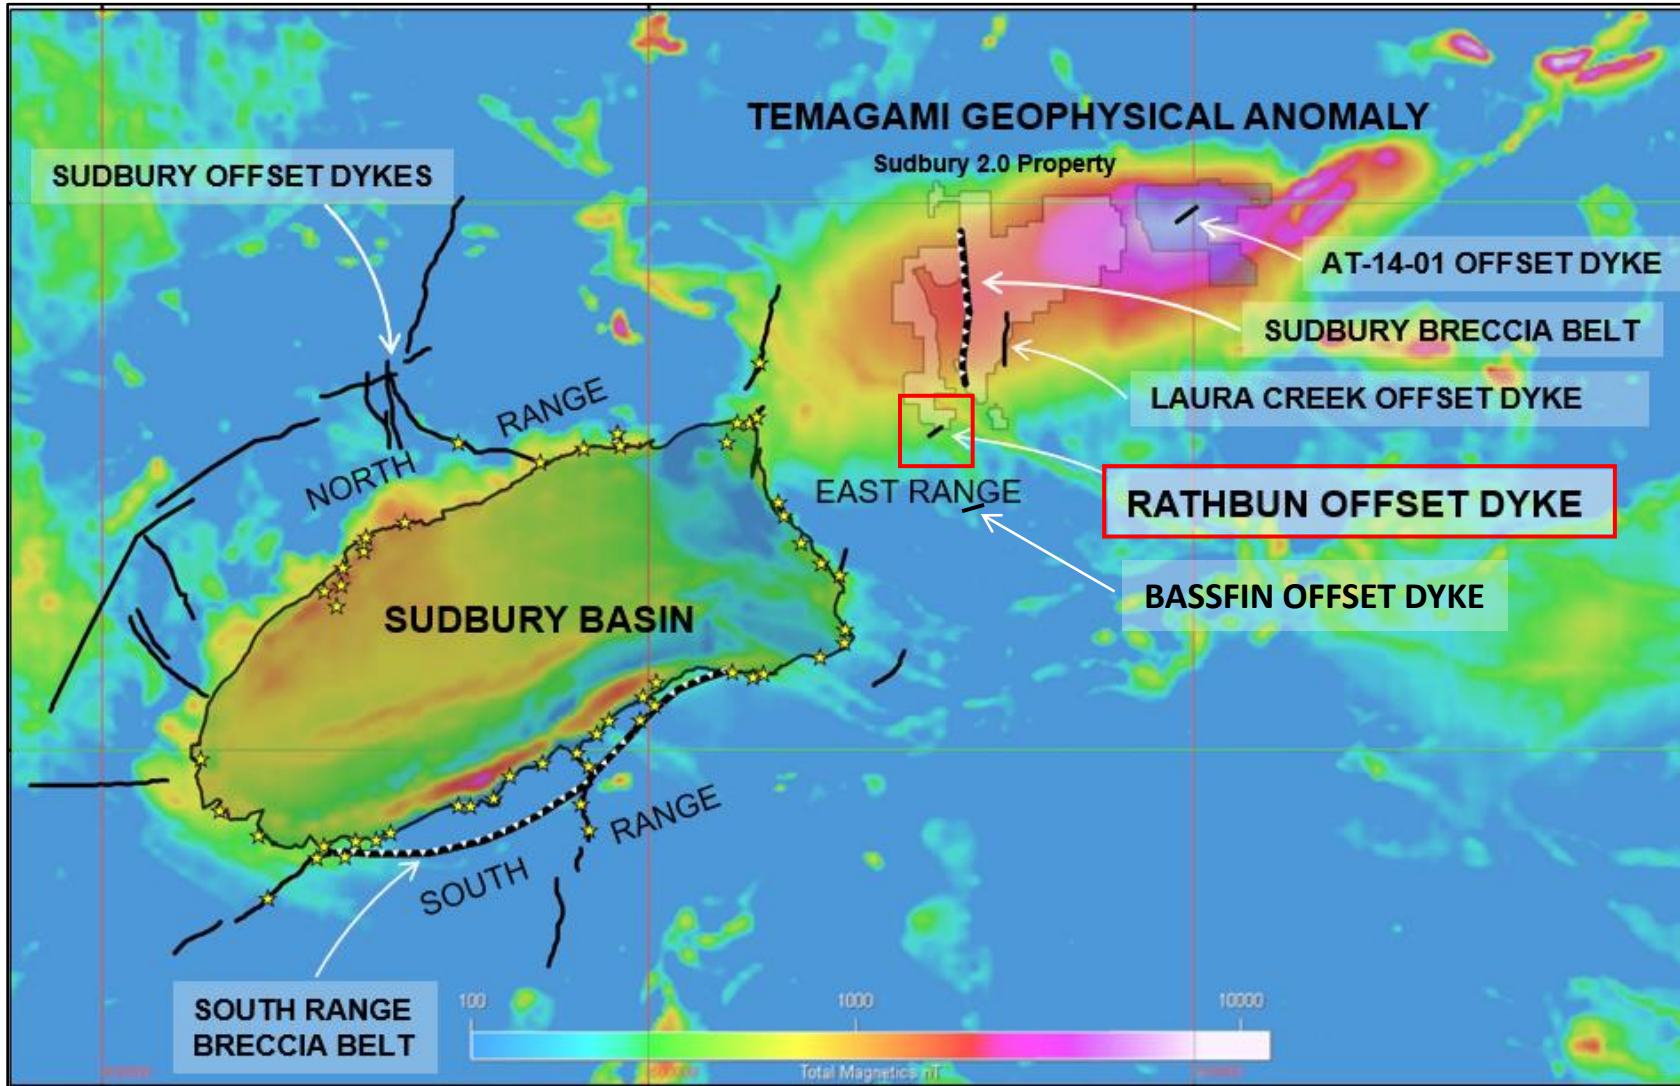 TEMAGAMI GEOPHYSICAL ANOMALY
Sudbury 2.0 Property
SUDBURY OFFSET DYKES
AT-14-01 OFFSET DYKE
SUDBURY BRECCIA BELT
LAURA CREEK OFFSET DYKE
NORTH RANGE
EAST RANGE
RATHBUN OFFSET DYKE
BASSFIN OFFSET DYKE
SUDBURY BASIN
SOUTH RANGE
SOUTH RANGE
BRECCIA BELT
100 1000 10000
Total Magnetics nT